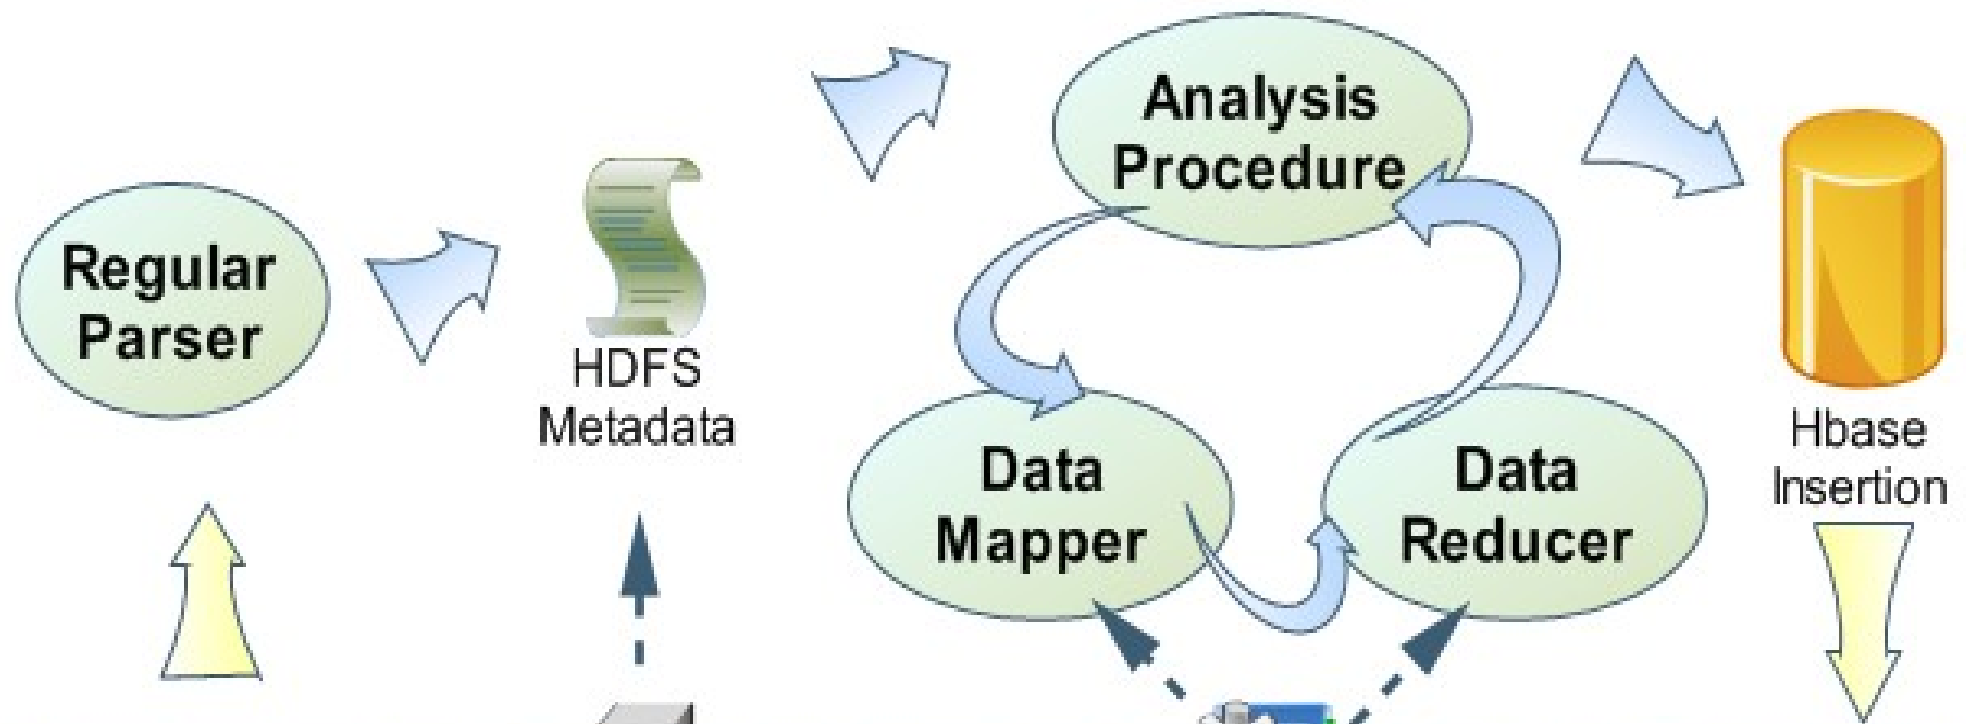 Regular
Parser
HDFS
Metadata
Analysis
Procedure
Data
Mapper
Data
Reducer
Hbase
Insertion